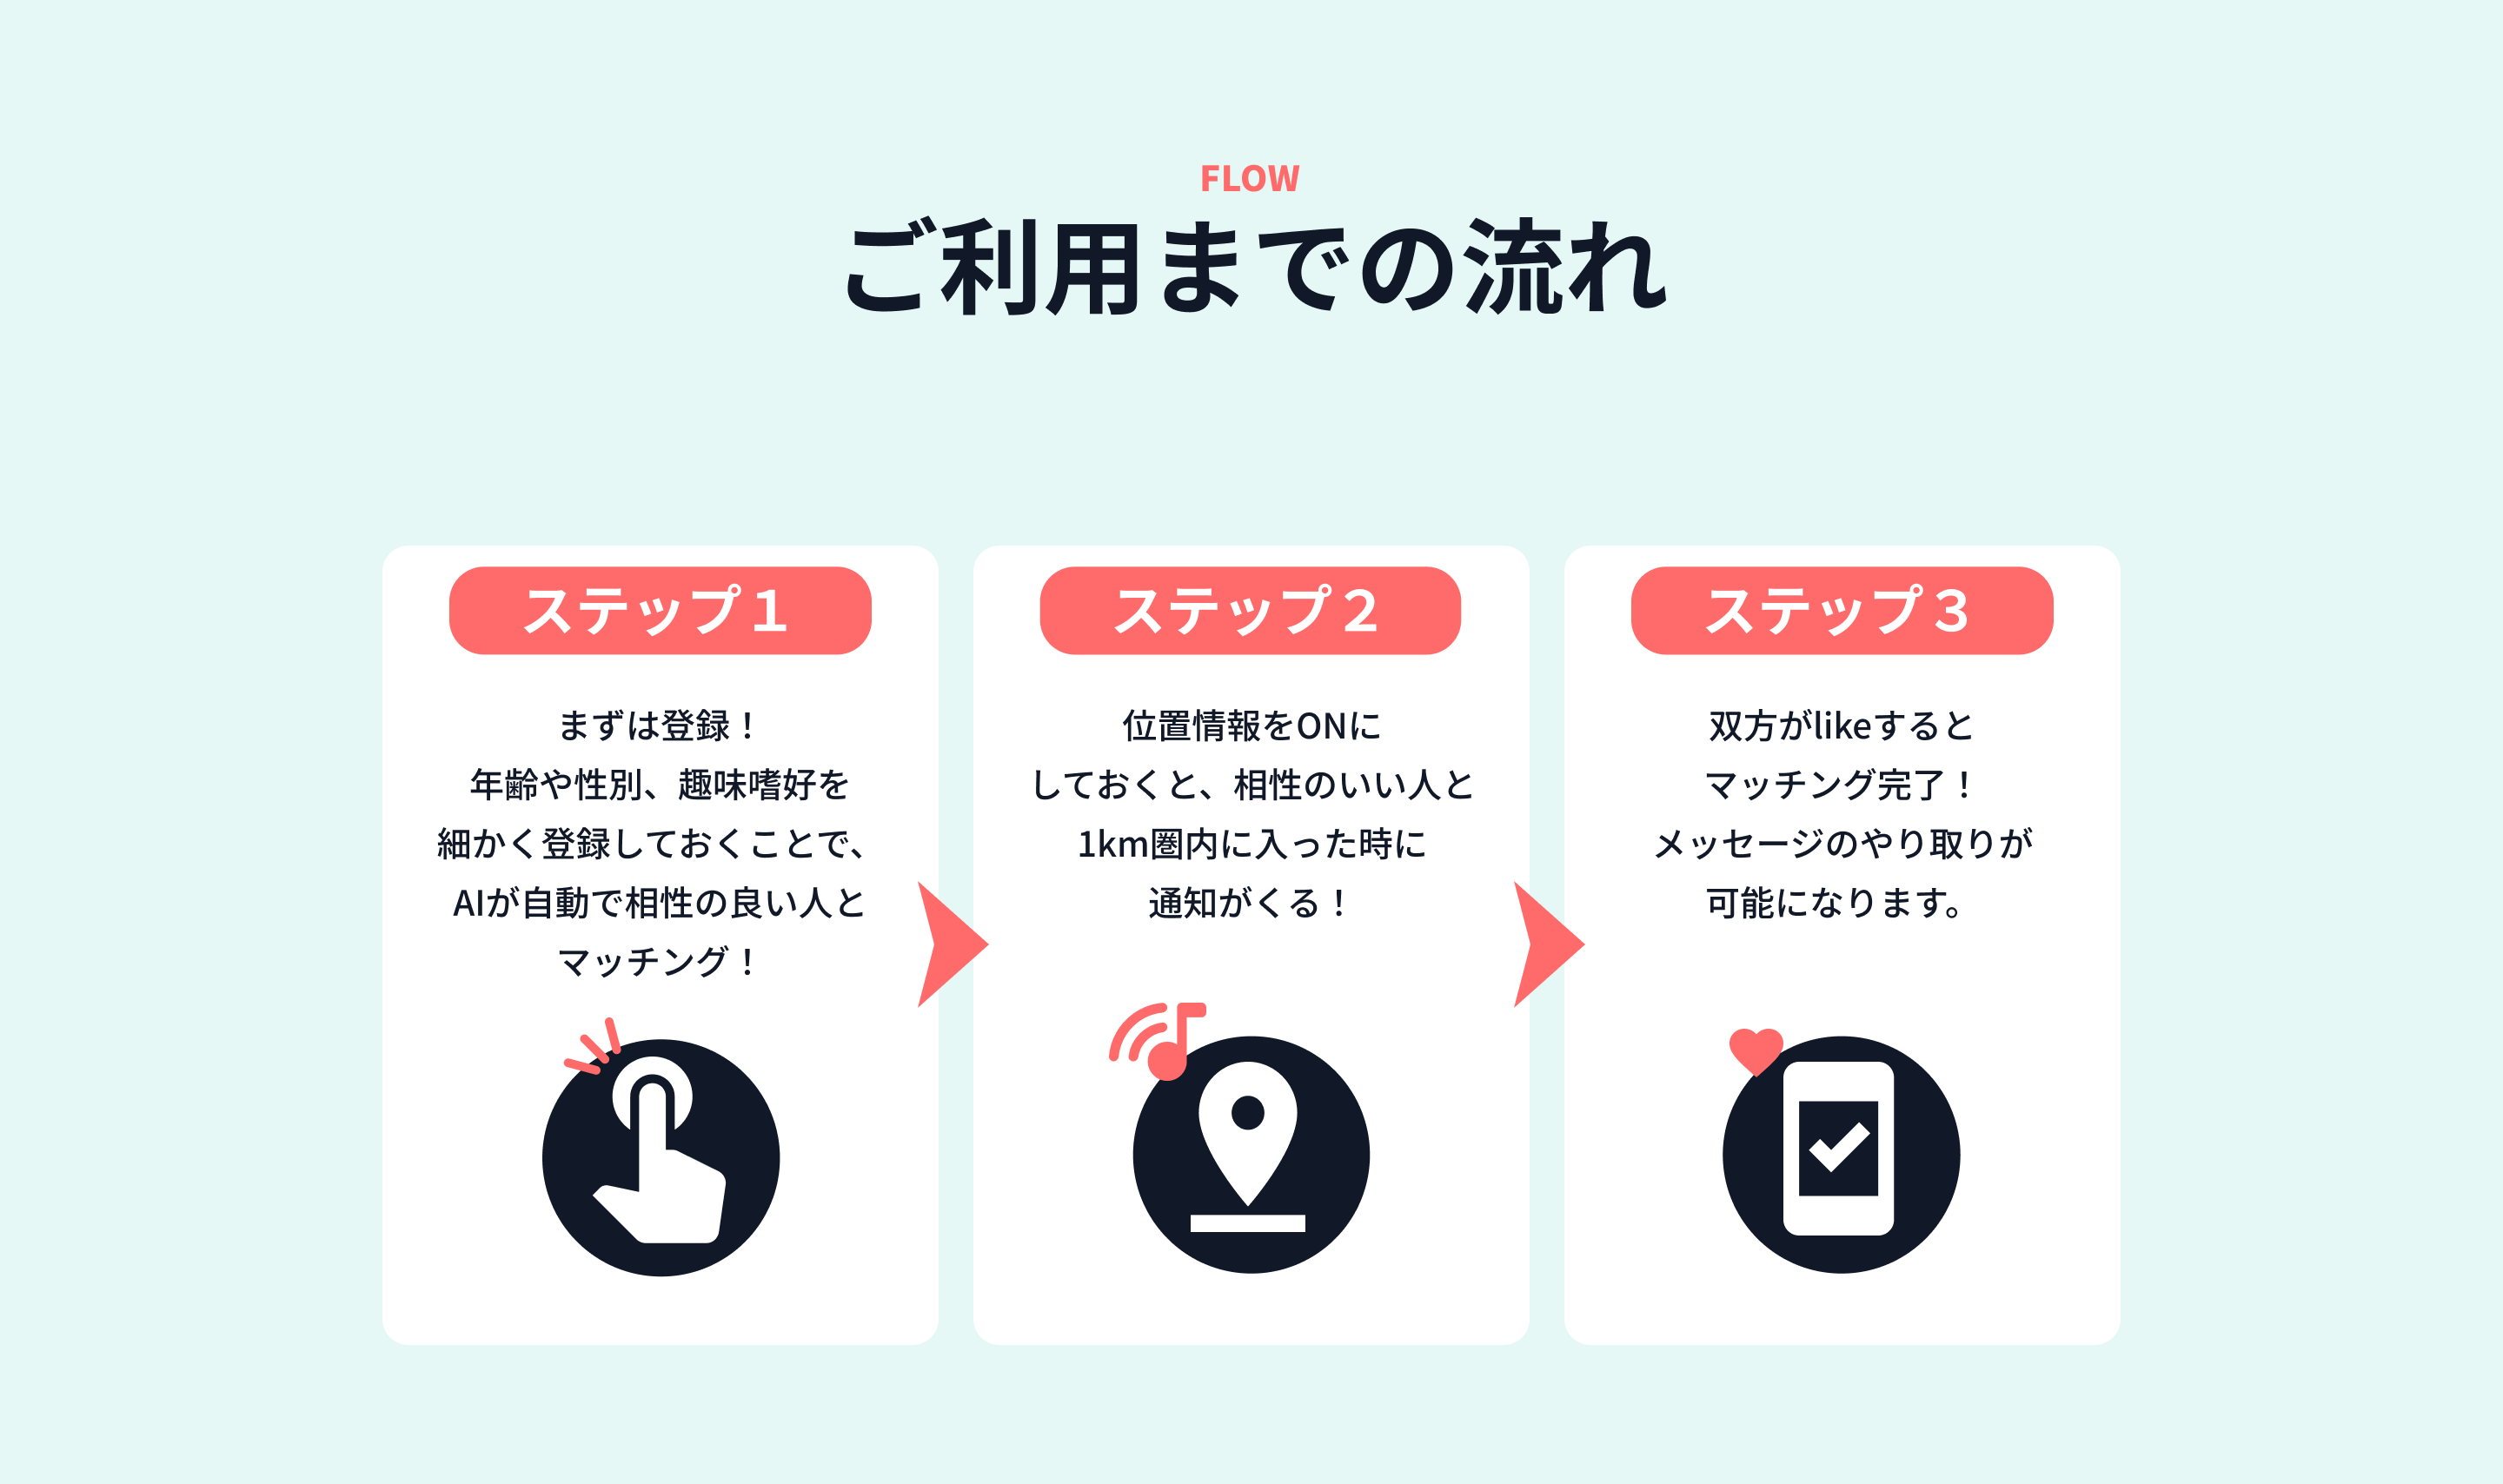 FLOW
ご利用までの流れ
ステップ１
まずは登録！
年齢や性別、趣味嗜好を
細かく登録しておくことで、
AIが自動で相性の良い人と
マッチング！
ステップ２
位置情報をONに
しておくと、相性のいい人と
1km圏内に入った時に
通知がくる！
ステップ３
双方がlikeすると
マッチング完了！
メッセージのやり取りが
可能になります。